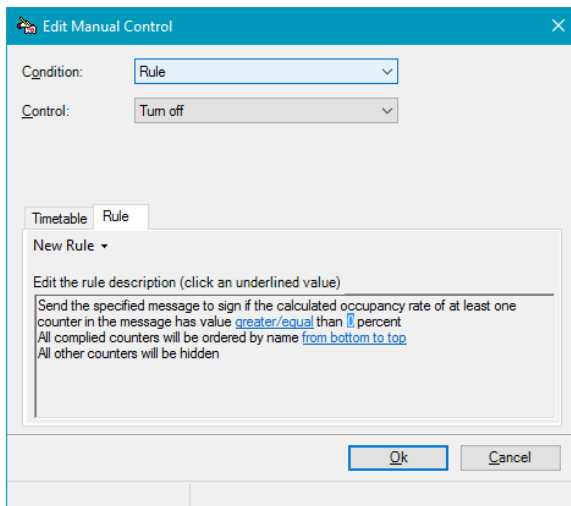 Edit Manual Control
Condition:
Rule
Control:
Turn off
Timetable
Rule
New Rule
Edit the rule description (click an underlined value)
Send the specified message to sign if the calculated occupancy rate of at least one
counter in the message has value greater/equal than 0 percent
All complied counters will be ordered by name from bottom to top
All other counters will be hidden
Ok
Cancel